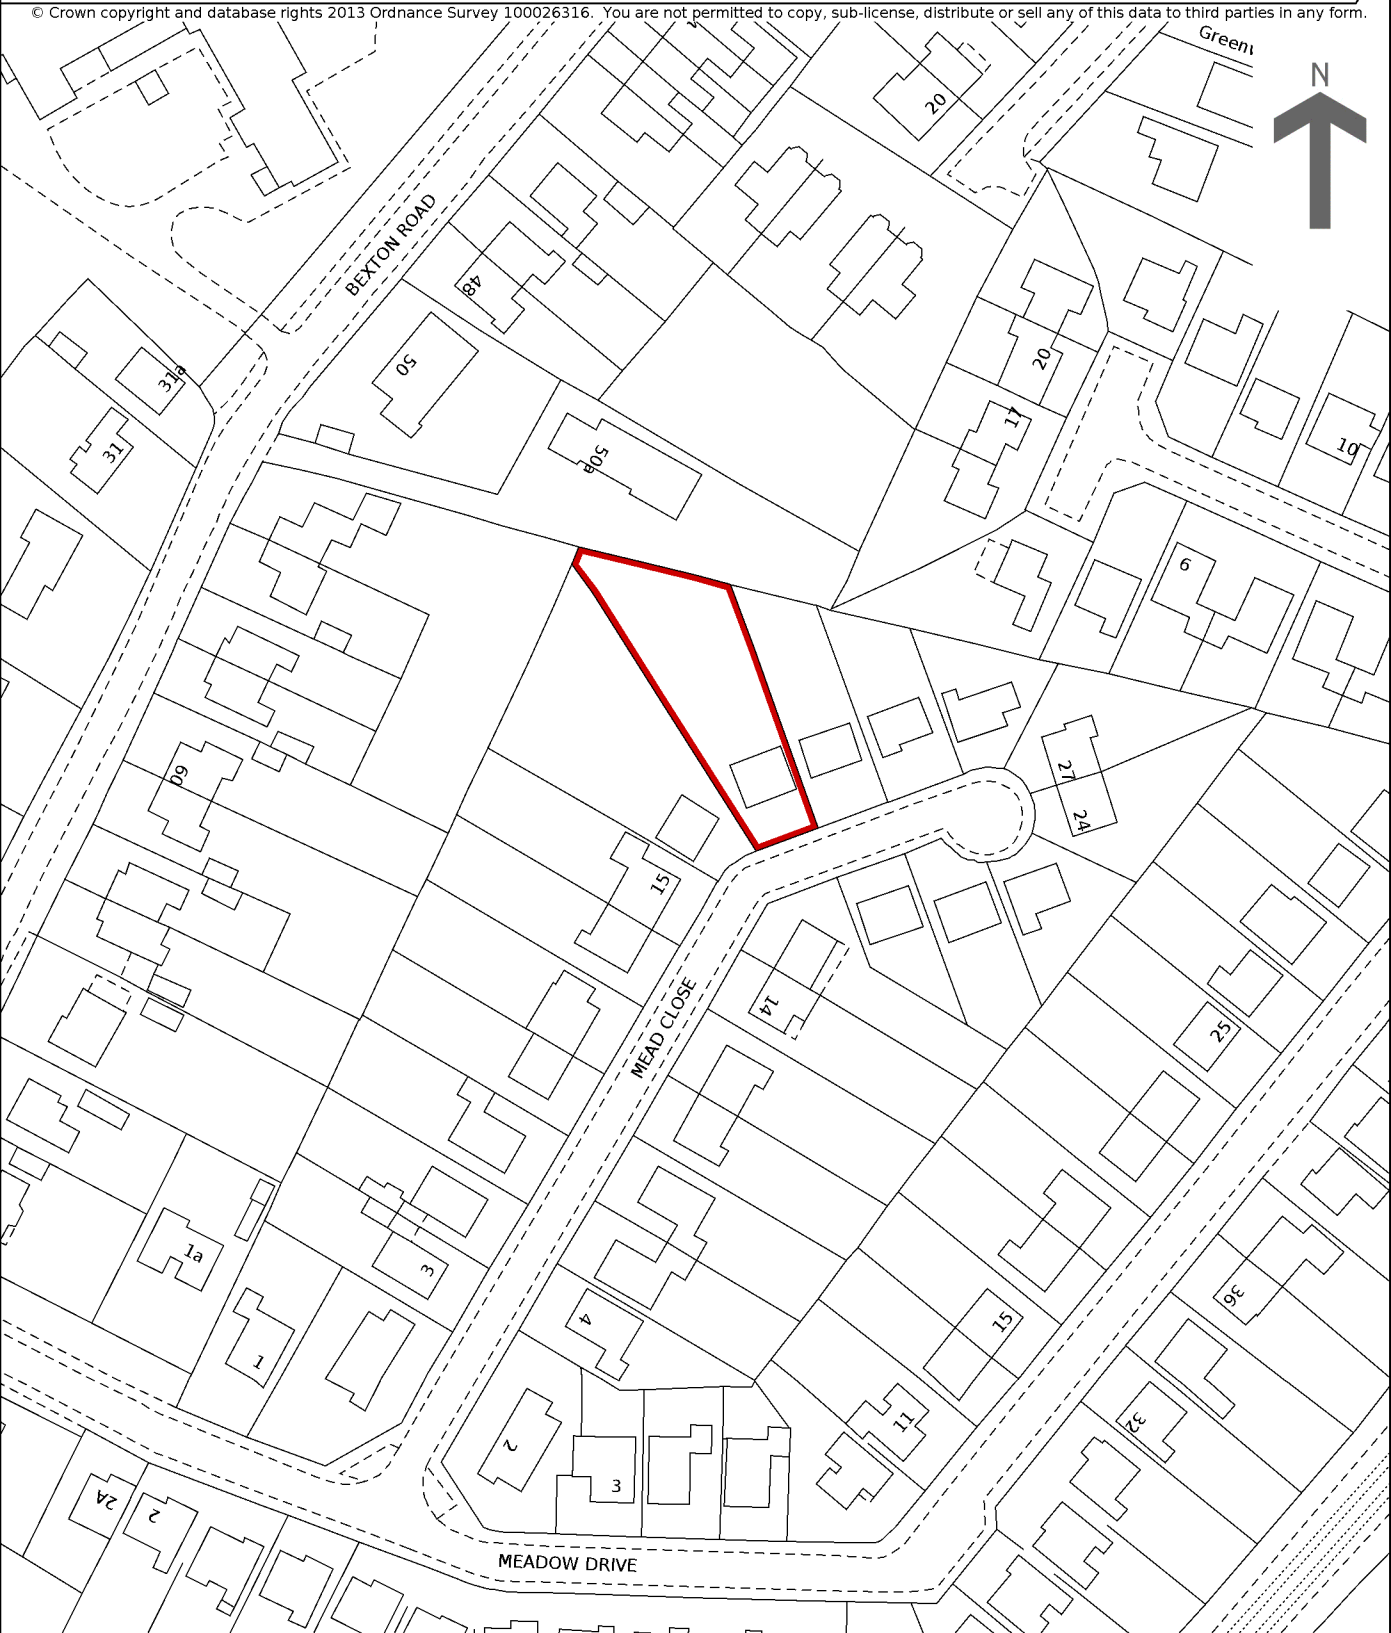 © Crown copyright and database rights 2013 Ordnance Survey 100026316. You are not permitted to copy, sub-license, distribute or sell any of this data to third parties in any form.
N
20
BEXTON ROAD
48
50
20
31a
17
31
10
50a
6
60
27
24
15
14
25
MEAD CLOSE
1a
3
36
4
15
1
11
32
2
3
2A
2
MEADOW DRIVE